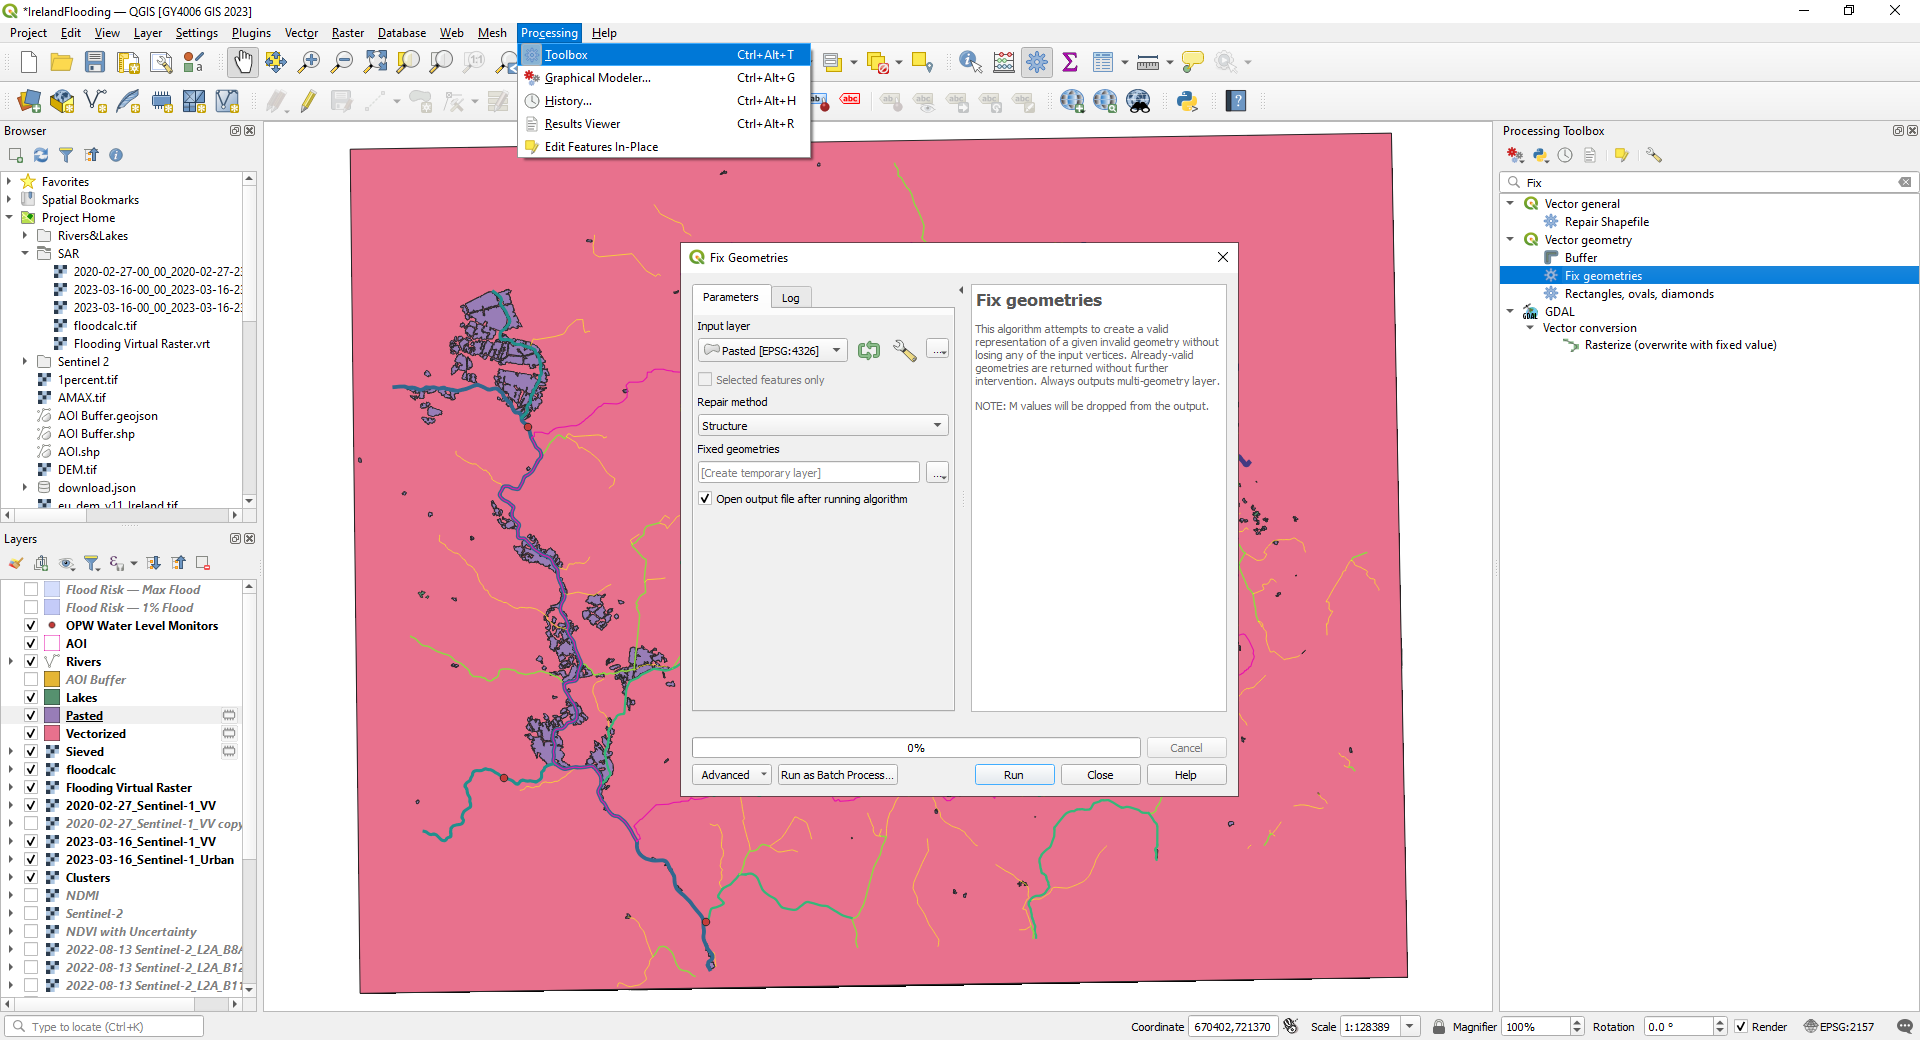 *IrelandFlooding — QGIS [GY4006 GIS 2023]
Project Edit View Layer Settings Plugins Vector Raster Database Web Mesh Processing Help
Toolbox Ctrl+Alt+T
Graphical Modeler... Ctrl+Alt+G
History... Ctrl+Alt+H
Results Viewer Ctrl+Alt+R
Edit Features In-Place
Browser
Favorites
Spatial Bookmarks
Project Home
Rivers&Lakes
SAR
2020-02-27-00_00_2020-02-27-23
2023-03-16-00_00_2023-03-16-2
2023-03-16-00_00_2023-03-16-2
floodcalc.tif
Flooding Virtual Raster.vrt
Sentinel 2
1percent.tif
AMAX.tif
AOI Buffer.geojson
AOI Buffer.shp
AOI.shp
DEM.tif
download.json
eu_dem_v11_Ireland.tif
Layers
Flood Risk — Max Flood
Flood Risk — 1% Flood
OPW Water Level Monitors
AOI
Rivers
AOI Buffer
Lakes
Pasted
Vectorized
Sieved
floodcalc
Flooding Virtual Raster
2020-02-27_Sentinel-1_VV
2020-02-27_Sentinel-1_VV copy
2023-03-16_Sentinel-1_VV
2023-03-16_Sentinel-1_Urban
Clusters
NDMI
Sentinel-2
NDVI with Uncertainty
2022-08-13 Sentinel-2_L2A_B8A
2022-08-13 Sentinel-2_L2A_B12
2022-08-13 Sentinel-2_L2A_B11
Fix Geometries
Parameters Log
Input layer
Pasted [EPSG:4326]
Selected features only
Repair method
Structure
Fixed geometries
[Create temporary layer]
Open output file after running algorithm
Fix geometries
This algorithm attempts to create a valid
representation of a given invalid geometry without
losing any of the input vertices. Already-valid
geometries are returned without further
intervention. Always outputs multi-geometry layer.
NOTE: M values will be dropped from the output.
0%
Cancel
Advanced Run as Batch Process... Run Close Help
Processing Toolbox
Fix
Vector general
Repair Shapefile
Vector geometry
Buffer
Fix geometries
Rectangles, ovals, diamonds
GDAL
Vector conversion
Rasterize (overwrite with fixed value)
Type to locate (Ctrl+K)
Coordinate 670402,721370 Scale 1:128389 Magnifier 100% Rotation 0.0 ° Render EPSG:2157